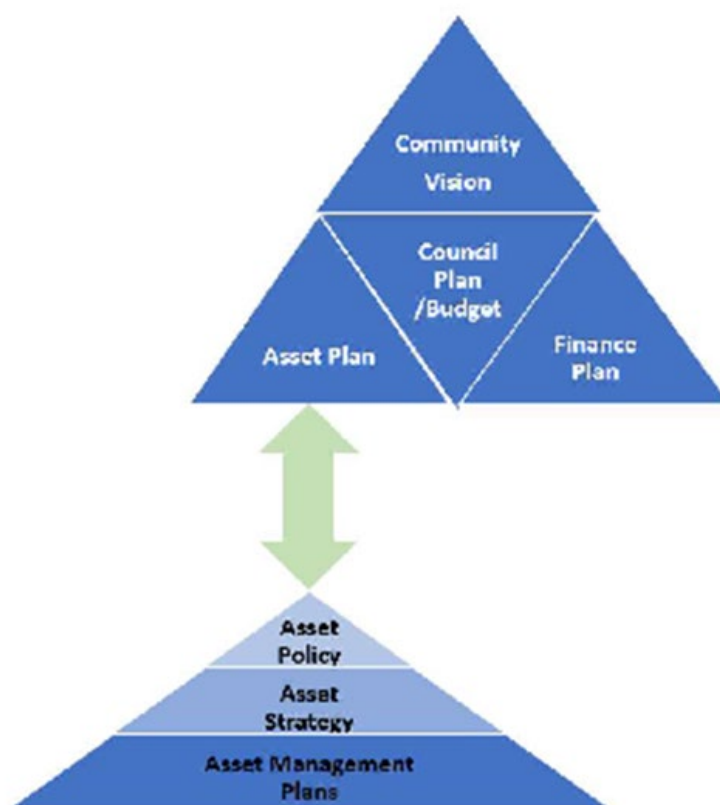 Community
Vision
Council
Plan
/Budget
Asset Plan
Finance
Plan
Asset
Policy
Asset
Strategy
Asset Management
Plans